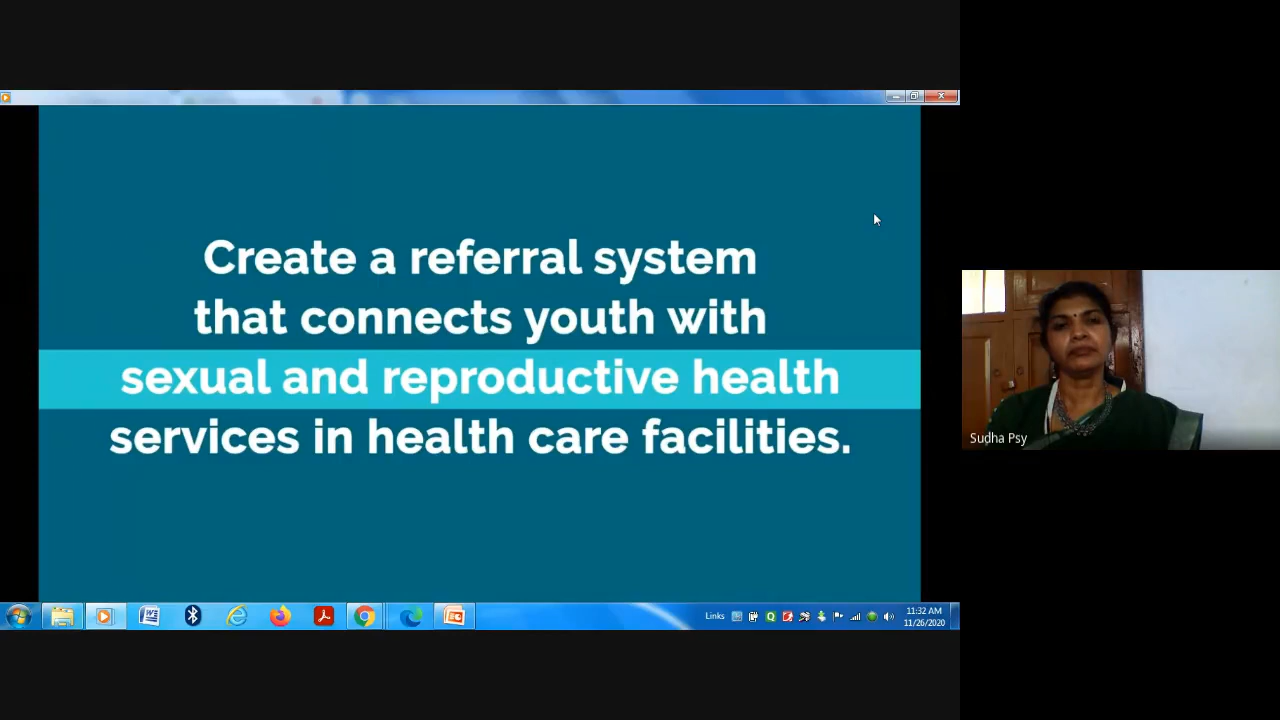 Create a referral system
that connects youth with
sexual and reproductive health
services in health care facilities.
Sudha Psy
Links
11:32 AM
11/26/2020